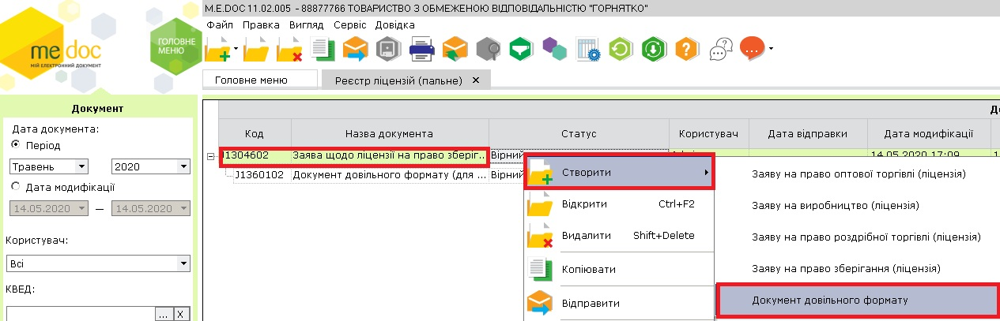 M.E.DOC 11.02.005 - 88877766 ТОВАРИСТВО З ОБМЕЖЕНОЮ ВІДПОВІДАЛЬНІСТЮ "ГОРНЯТКО"
Файл Правка Вигляд Сервіс Довідка
me doc
МІЙ ЕЛЕКТРОННИЙ ДОКУМЕНТ
ГОЛОВНЕ
МЕНЮ
Головне меню Реєстр ліцензій (пальне) ✕
Документ
Дата документа:
Період
Травень 2020
Дата модифікації
14.05.2020 — 14.05.2020
Користувач:
Всі
КВЕД:
... X
Код Назва документа Статус Користувач Дата відправки Дата модифікації
J1304602 Заява щодо ліцензії на право зберіг... Вірний 14.05.2020 17:09
J1360102 Документ довільного формату (для ... Вірний
Створити
Відкрити Ctrl+F2
Видалити Shift+Delete
Копіювати
Відправити
Заяву на право оптової торгівлі (ліцензія)
Заяву на виробництво (ліцензія)
Заяву на право роздрібної торгівлі (ліцензія)
Заяву на право зберігання (ліцензія)
Документ довільного формату